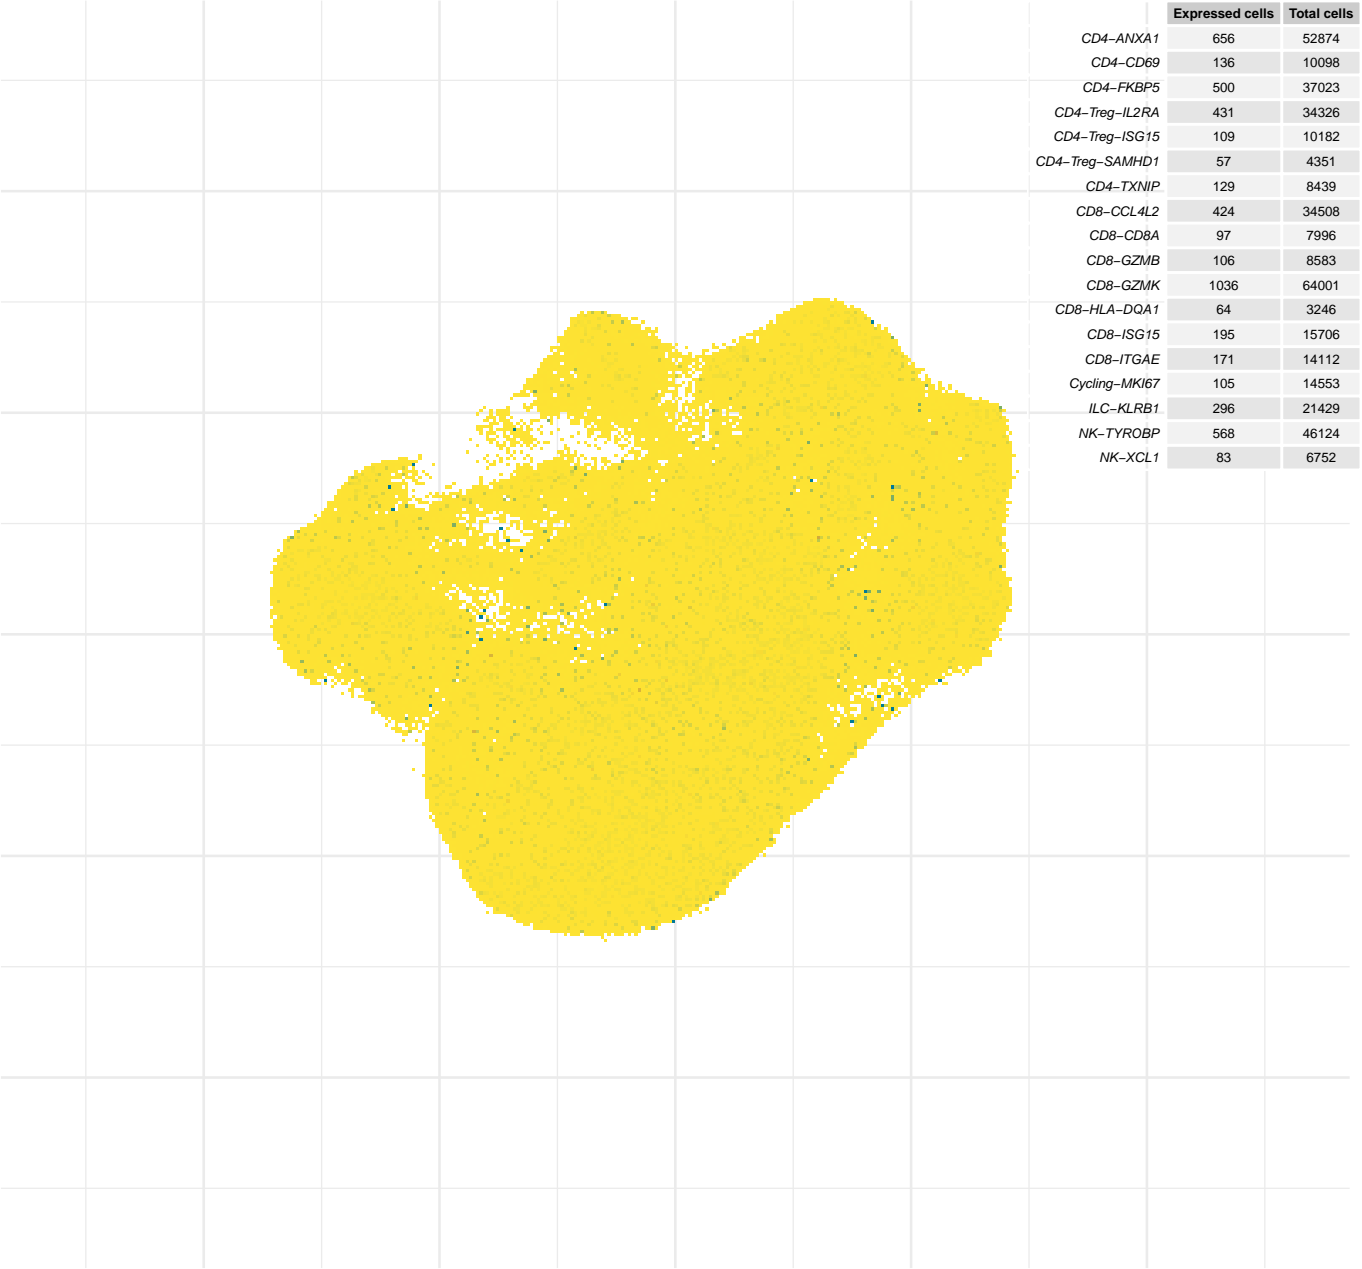 Expressed cells Total cells
CD4−ANXA1 656 52874
CD4−CD69 136 10098
CD4−FKBP5 500 37023
CD4−Treg−IL2RA 431 34326
CD4−Treg−ISG15 109 10182
CD4−Treg−SAMHD1 57 4351
CD4−TXNIP 129 8439
CD8−CCL4L2 424 34508
CD8−CD8A 97 7996
CD8−GZMB 106 8583
CD8−GZMK 1036 64001
CD8−HLA−DQA1 64 3246
CD8−ISG15 195 15706
CD8−ITGAE 171 14112
Cycling−MKI67 105 14553
ILC−KLRB1 296 21429
NK−TYROBP 568 46124
NK−XCL1 83 6752